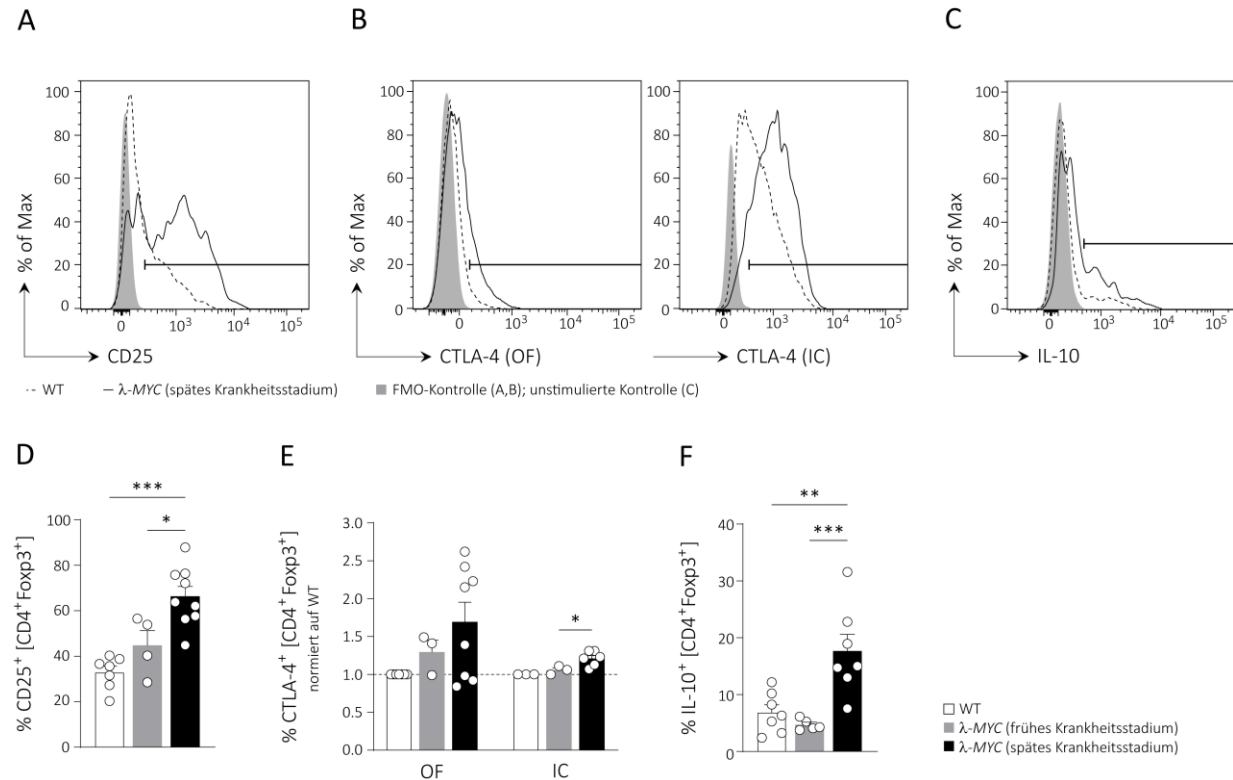 A
B
C
% of Max
100
80
60
40
20
0
0 10³ 10⁴ 10⁵
CD25
% of Max
100
80
60
40
20
0
0 10³ 10⁴ 10⁵
CTLA-4 (OF)
100
80
60
40
20
0
0 10³ 10⁴ 10⁵
CTLA-4 (IC)
% of Max
100
80
60
40
20
0
0 10³ 10⁴ 10⁵
IL-10
WT
λ-MYC (spätes Krankheitsstadium)
FMO-Kontrolle (A,B); unstimulierte Kontrolle (C)
D
% CD25⁺ [CD4⁺Foxp3⁺]
100
80
60
40
20
0
***
*
E
% CTLA-4⁺ [CD4⁺Foxp3⁺]
normiert auf WT
3.0
2.5
2.0
1.5
1.0
0.5
0.0
*
OF IC
F
% IL-10⁺ [CD4⁺Foxp3⁺]
40
30
20
10
0
**
***
WT
λ-MYC (frühes Krankheitsstadium)
λ-MYC (spätes Krankheitsstadium)